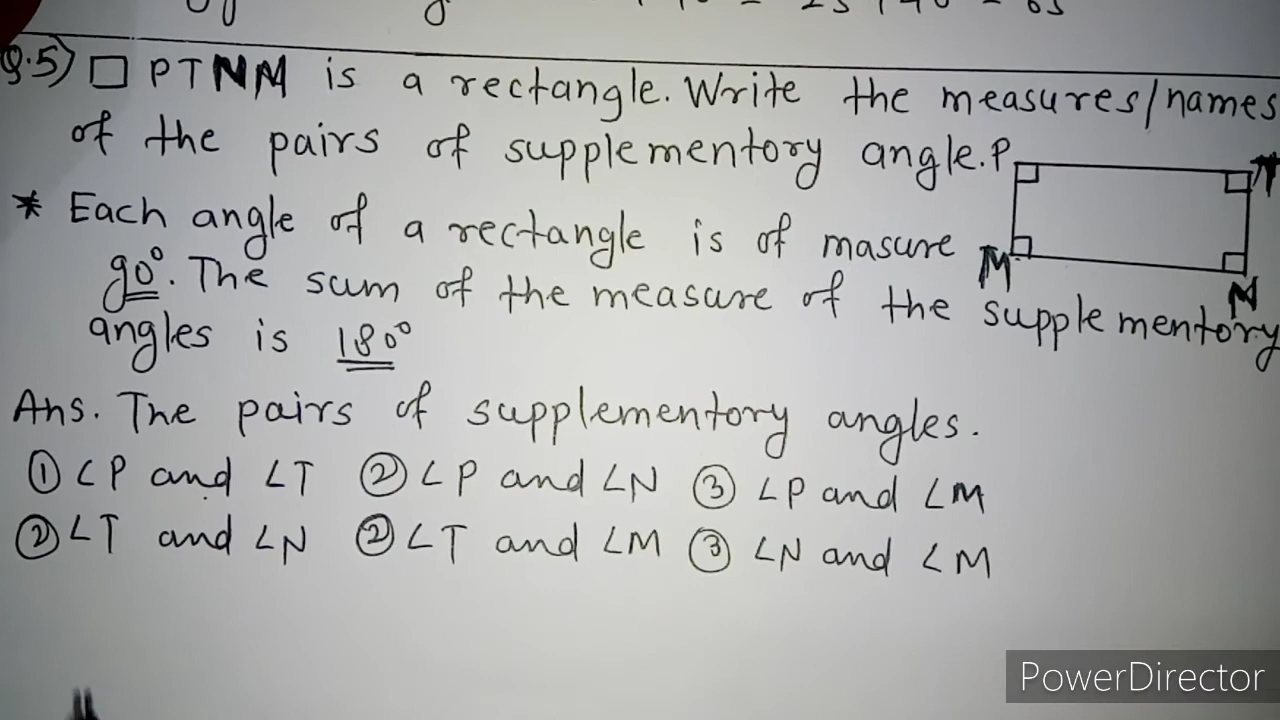 Q.5) □ PTNM is a rectangle. Write the measures/names
of the pairs of supplementory angle.
P T
M N
* Each angle of a rectangle is of masure
90°. The sum of the measure of the supplementory
angles is 180°
Ans. The pairs of supplementory angles.
① ∠P and ∠T ② ∠P and ∠N ③ ∠P and ∠M
② ∠T and ∠N ② ∠T and ∠M ③ ∠N and ∠M
PowerDirector